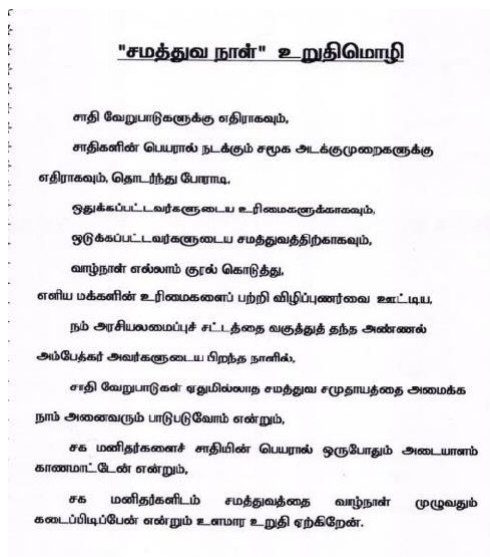 "சமத்துவ நாள்" உறுதிமொழி
சாதி வேறுபாடுகளுக்கு எதிராகவும்,
சாதிகளின் பெயரால் நடக்கும் சமூக அடக்குமுறைகளுக்கு
எதிராகவும், தொடர்ந்து போராடி,
ஒதுக்கப்பட்டவர்களுடைய உரிமைகளுக்காகவும்,
ஒடுக்கப்பட்டவர்களுடைய சமத்துவத்திற்காகவும்,
வாழ்நாள் எல்லாம் குரல் கொடுத்து,
எளிய மக்களின் உரிமைகளைப் பற்றி விழிப்புணர்வை ஊட்டிய,
நம் அரசியலமைப்புச் சட்டத்தை வகுத்துத் தந்த அண்ணல்
அம்பேத்கர் அவர்களுடைய பிறந்த நாளில்,
சாதி வேறுபாடுகள் ஏதுமில்லாத சமத்துவ சமுதாயத்தை அமைக்க
நாம் அனைவரும் பாடுபடுவோம் என்றும்,
சக மனிதர்களைச் சாதியின் பெயரால் ஒருபோதும் அடையாளம்
காணமாட்டேன் என்றும்,
சக மனிதர்களிடம் சமத்துவத்தை வாழ்நாள் முழுவதும்
கடைப்பிடிப்பேன் என்றும் உளமார உறுதி ஏற்கிறேன்.